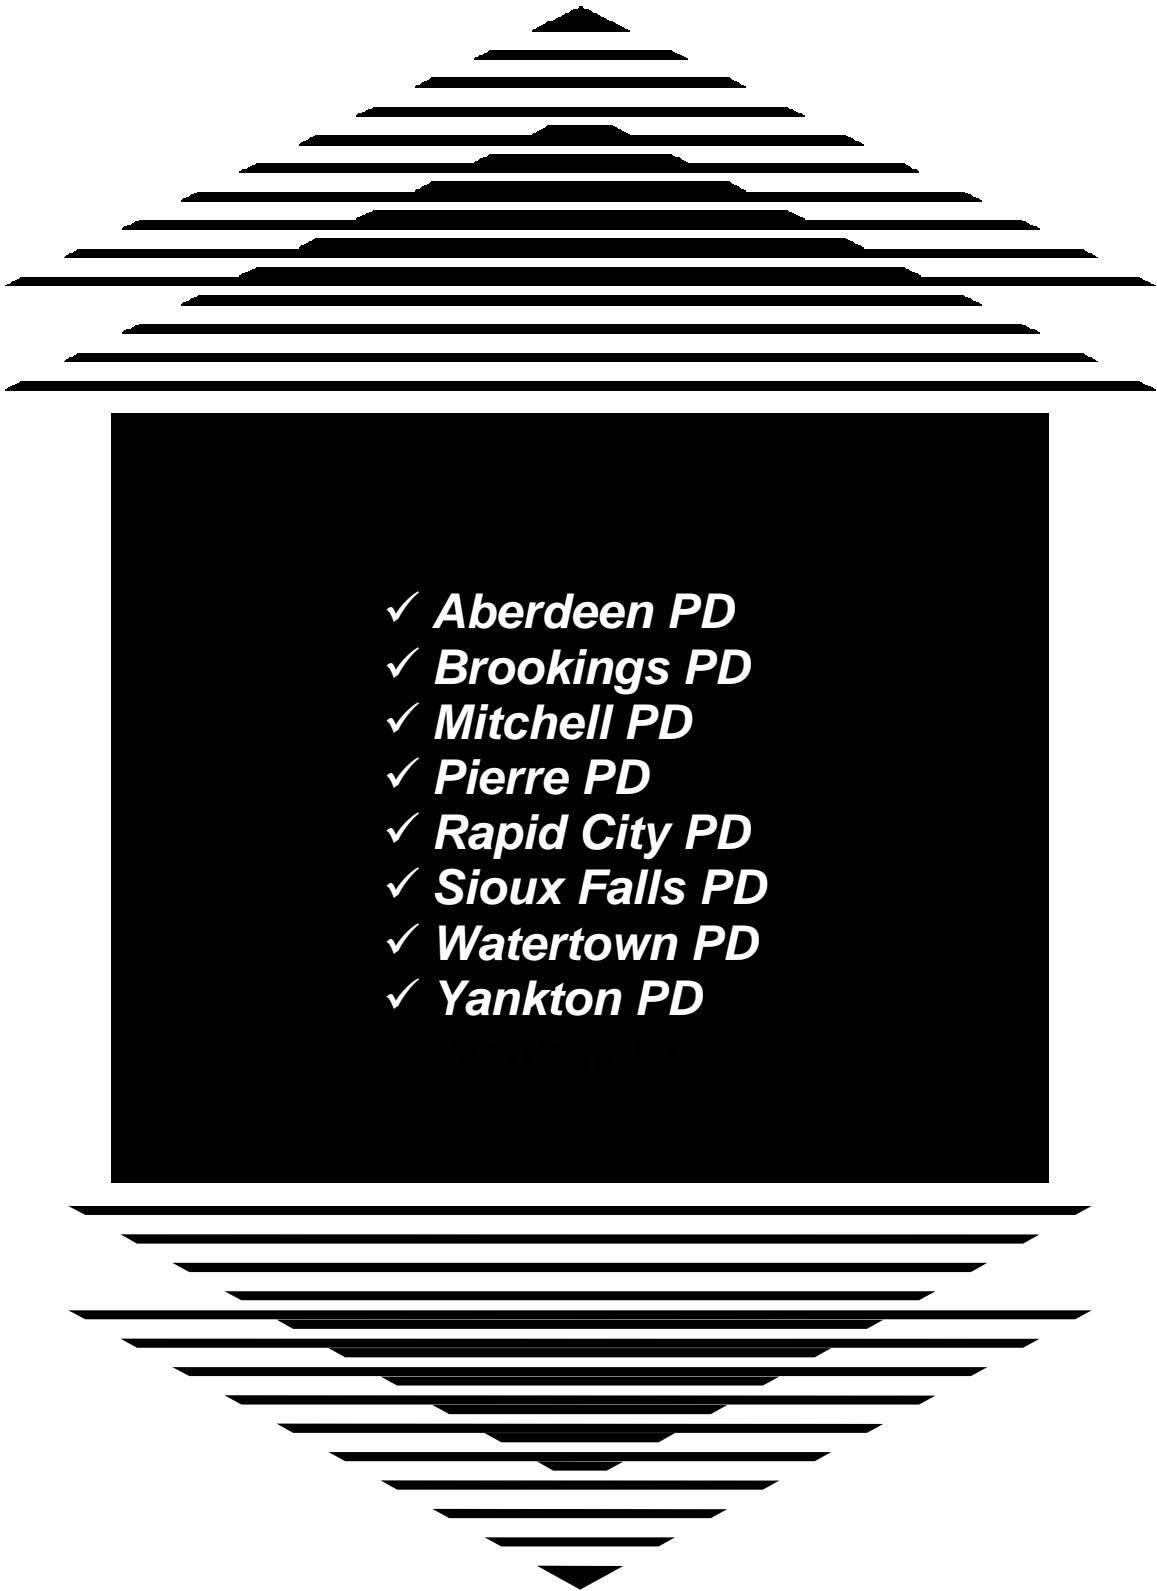 ✓ Aberdeen PD
✓ Brookings PD
✓ Mitchell PD
✓ Pierre PD
✓ Rapid City PD
✓ Sioux Falls PD
✓ Watertown PD
✓ Yankton PD